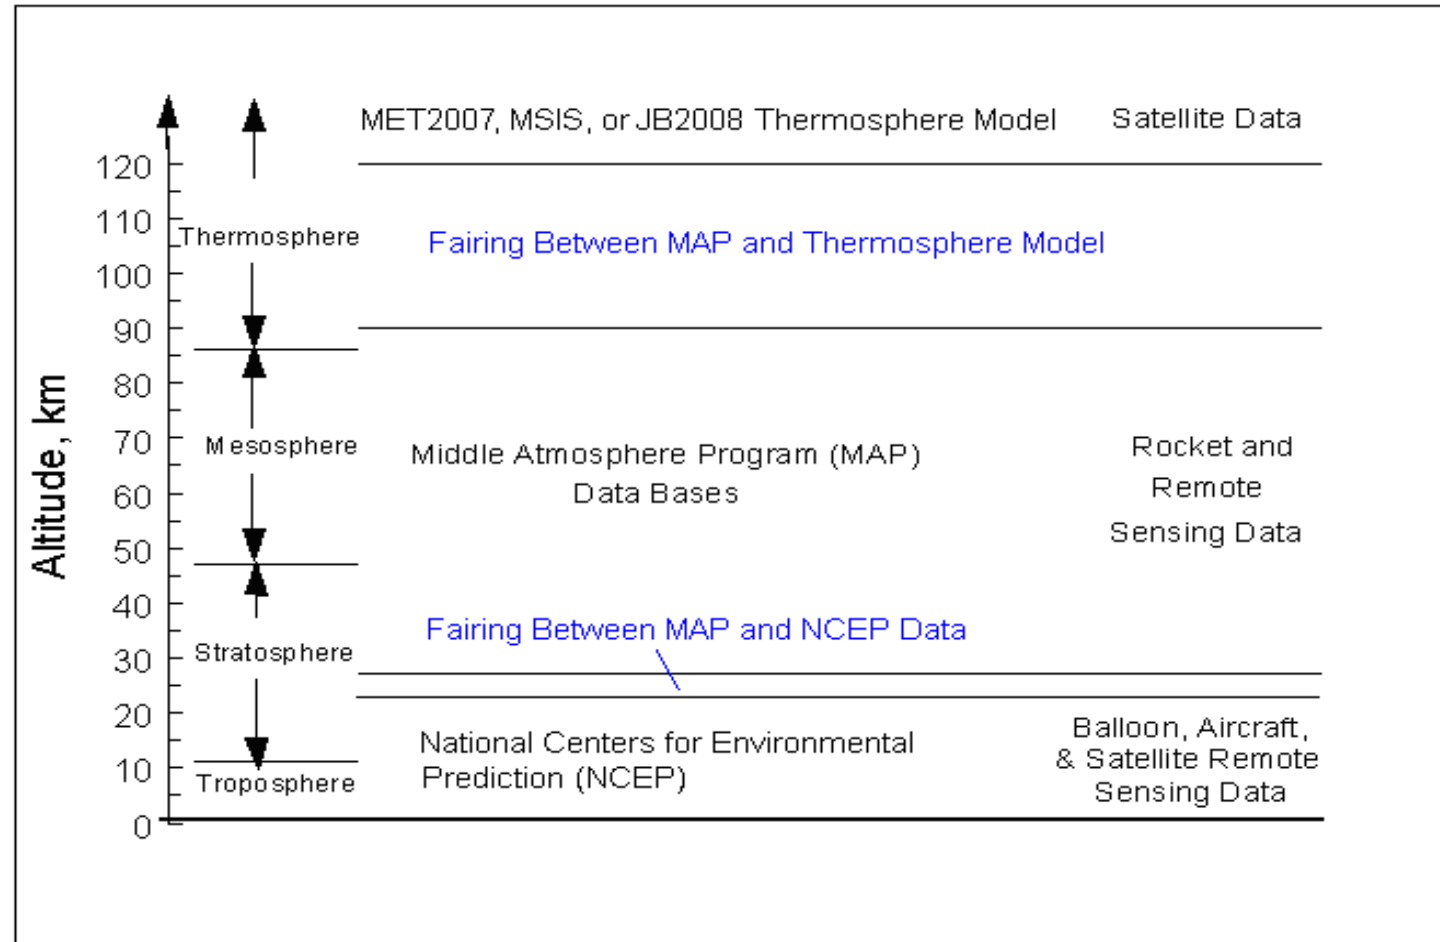 MET2007, MSIS, or JB2008 Thermosphere Model
Satellite Data
120
110
Thermosphere
Fairing Between MAP and Thermosphere Model
100
90
80
70
Mesosphere
Middle Atmosphere Program (MAP)
Data Bases
Rocket and
Remote
Sensing Data
60
50
Altitude, km
40
Fairing Between MAP and NCEP Data
30
Stratosphere
20
National Centers for Environmental
Prediction (NCEP)
Balloon, Aircraft,
& Satellite Remote
Sensing Data
10
Troposphere
0